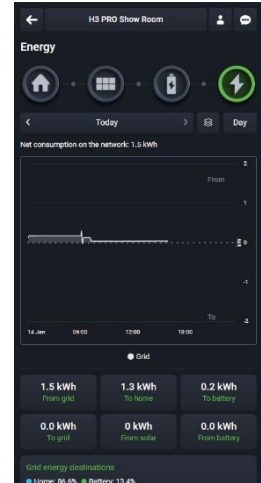 H3 PRO Show Room
Energy
Today
Day
Net consumption on the network: 1.5 kWh
2
From
1
kW
0
-1
To
-2
14 Jan
06:00
12:00
18:00
Grid
1.5 kWh
From grid
1.3 kWh
To home
0.2 kWh
To battery
0.0 kWh
To grid
0 kWh
From solar
0.0 kWh
From battery
Grid energy destinations
Home: 86.6% Battery: 13.4%